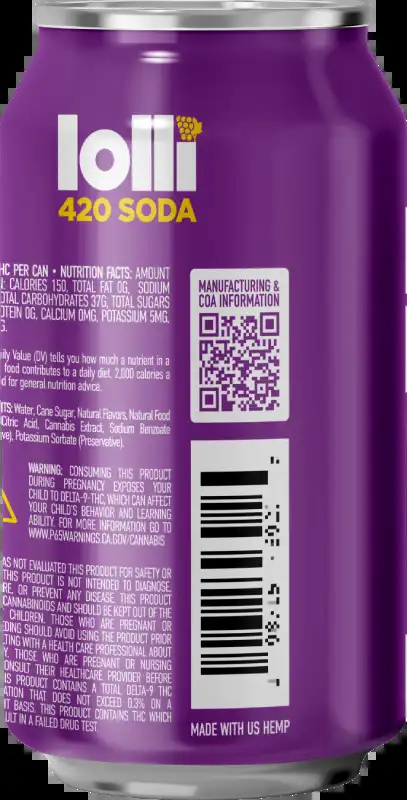 lolli
420 SODA
HC PER CAN • NUTRITION FACTS: AMOUNT
CALORIES 150, TOTAL FAT 0G, SODIUM
TOTAL CARBOHYDRATES 37G, TOTAL SUGARS
OTEIN 0G, CALCIUM 0MG, POTASSIUM 5MG,
G.
ily Value (DV) tells you how much a nutrient in a
food contributes to a daily diet. 2,000 calories a
d for general nutrition advice.
TS: Water, Cane Sugar, Natural Flavors, Natural Food
Citric Acid, Cannabis Extract, Sodium Benzoate
ive), Potassium Sorbate (Preservative).
WARNING: CONSUMING THIS PRODUCT
DURING PREGNANCY EXPOSES YOUR
CHILD TO DELTA-9-THC, WHICH CAN AFFECT
YOUR CHILD'S BEHAVIOR AND LEARNING
ABILITY. FOR MORE INFORMATION GO TO
WWW.P65WARNINGS.CA.GOV/CANNABIS
AS NOT EVALUATED THIS PRODUCT FOR SAFETY OR
THIS PRODUCT IS NOT INTENDED TO DIAGNOSE,
RE, OR PREVENT ANY DISEASE. THIS PRODUCT
CANNABINOIDS AND SHOULD BE KEPT OUT OF THE
CHILDREN. THOSE WHO ARE PREGNANT OR
EDING SHOULD AVOID USING THE PRODUCT PRIOR
LTING WITH A HEALTH CARE PROFESSIONAL ABOUT
Y. THOSE WHO ARE PREGNANT OR NURSING
ONSULT THEIR HEALTHCARE PROVIDER BEFORE
IS PRODUCT CONTAINS A TOTAL DELTA-9 THC
ATION THAT DOES NOT EXCEED 0.3% ON A
T BASIS. THIS PRODUCT CONTAINS THC WHICH
ULT IN A FAILED DRUG TEST.
MANUFACTURING &
COA INFORMATION
MADE WITH US HEMP